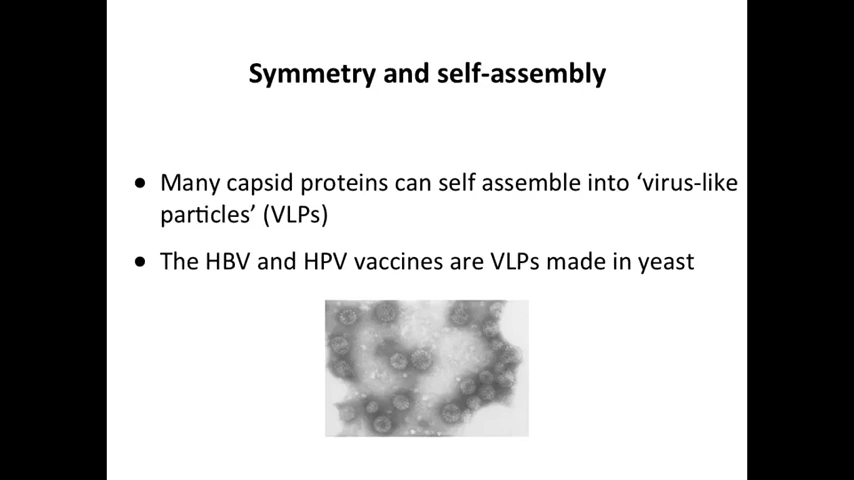 Symmetry and self-assembly
● Many capsid proteins can self assemble into ‘virus-like
particles’ (VLPs)
● The HBV and HPV vaccines are VLPs made in yeast